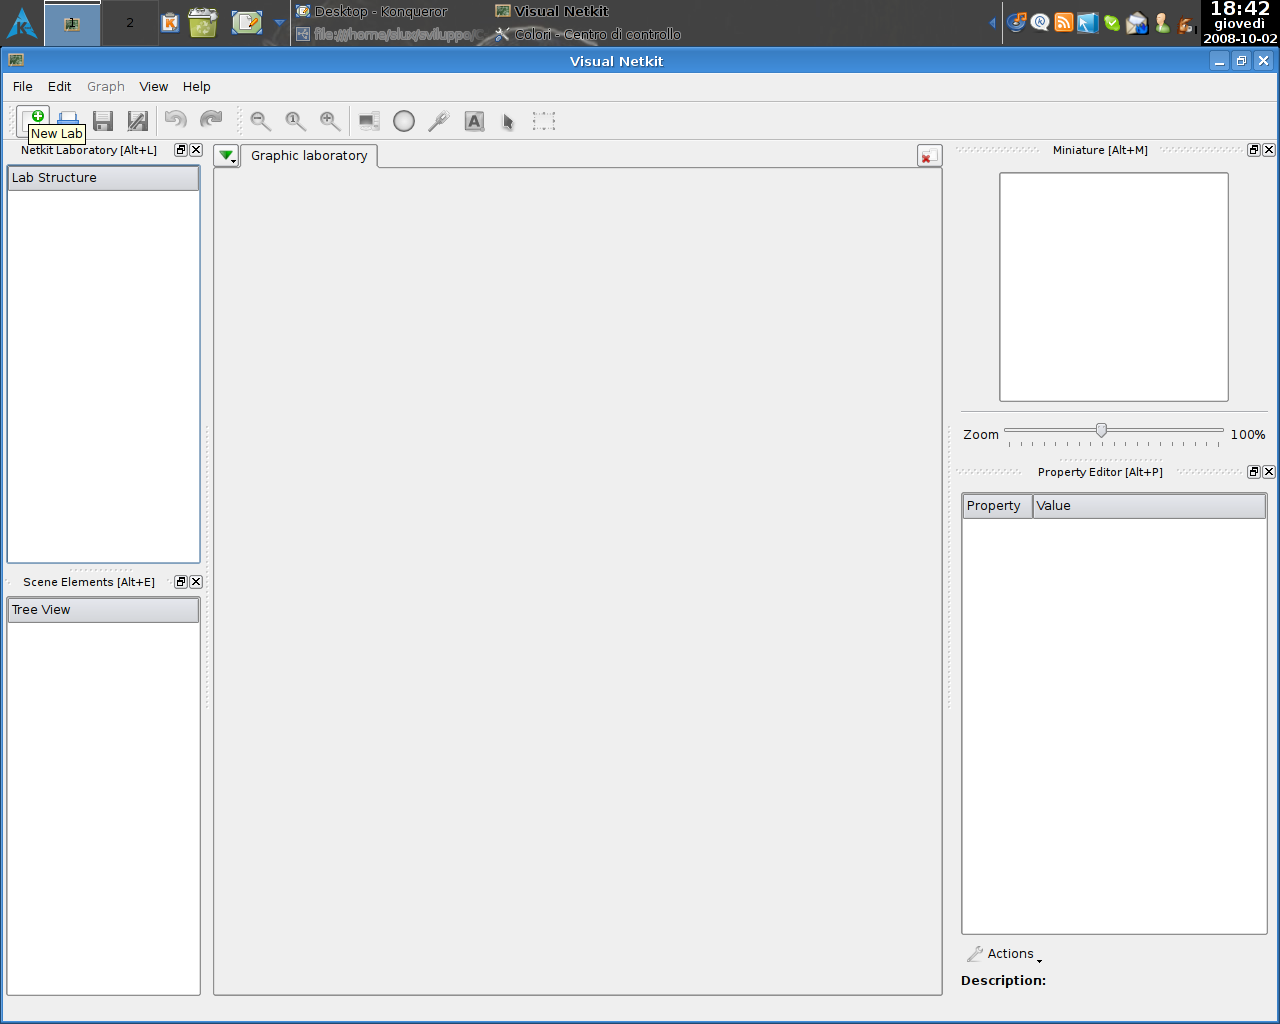 1
2
Desktop - Konqueror
file:///home/slux/sviluppo/
Visual Netkit
Colori - Centro di controllo
18:42
giovedì
2008-10-02
Visual Netkit
File Edit Graph View Help
New Lab
Netkit Laboratory [Alt+L]
Lab Structure
Graphic laboratory
Miniature [Alt+M]
Zoom 100%
Property Editor [Alt+P]
Property Value
Scene Elements [Alt+E]
Tree View
Actions
Description: